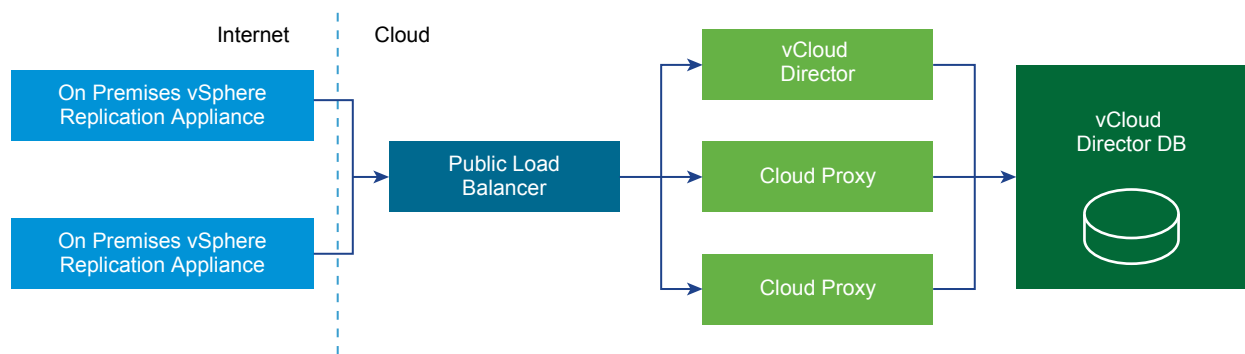 Internet
Cloud
On Premises vSphere
Replication Appliance
On Premises vSphere
Replication Appliance
Public Load
Balancer
vCloud
Director
Cloud Proxy
Cloud Proxy
vCloud
Director DB